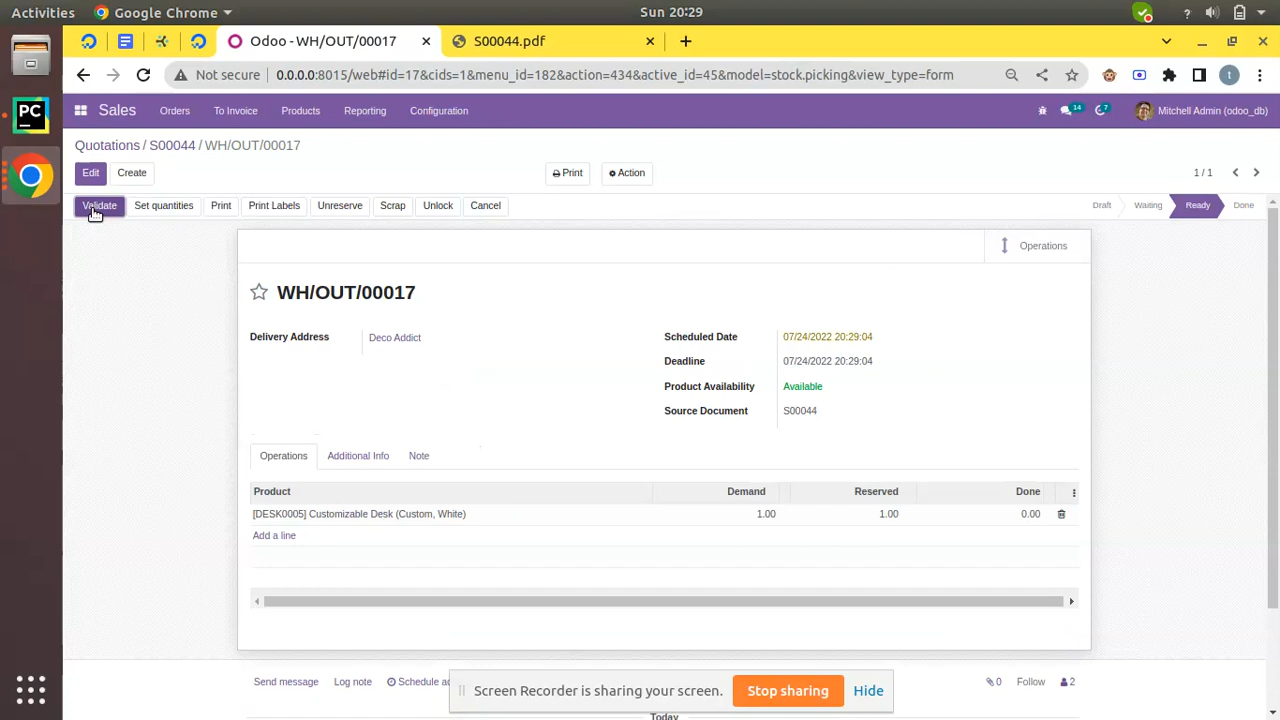 Activities Google Chrome Sun 20:29
Odoo - WH/OUT/00017 S00044.pdf
Not secure 0.0.0.0:8015/web#id=17&cids=1&menu_id=182&action=434&active_id=45&model=stock.picking&view_type=form t
Sales Orders To Invoice Products Reporting Configuration 14 7 Mitchell Admin (odoo_db)
Quotations / S00044 / WH/OUT/00017
Edit Create Print Action 1 / 1
Validate Set quantities Print Print Labels Unreserve Scrap Unlock Cancel Draft Waiting Ready Done
Operations
WH/OUT/00017
Delivery Address Deco Addict Scheduled Date 07/24/2022 20:29:04
Deadline 07/24/2022 20:29:04
Product Availability Available
Source Document S00044
Operations Additional Info Note
Product Demand Reserved Done
[DESK0005] Customizable Desk (Custom, White) 1.00 1.00 0.00
Add a line
Send message Log note Schedule ac 0 Follow 2
Screen Recorder is sharing your screen. Stop sharing Hide
Today
PC